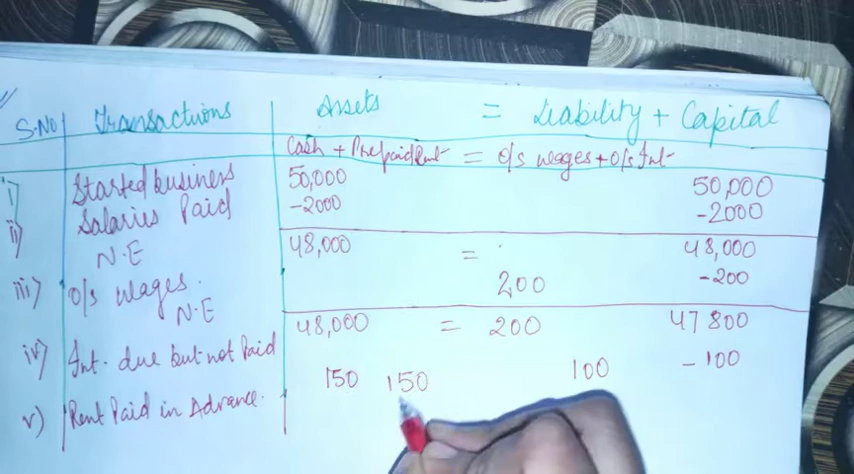 S.No Transactions Assets = Liability + Capital
Cash + Prepaid Rent = O/s wages + O/s Int
i) Started business 50,000 50,000
ii) Salaries Paid -2000 -2000
N.E 48,000 = 48,000
iii) O/s wages. 200 -200
N.E
48,000 = 200 47800
iv) Int. due but not Paid 100 -100
150 150
v) Rent Paid in Advance.